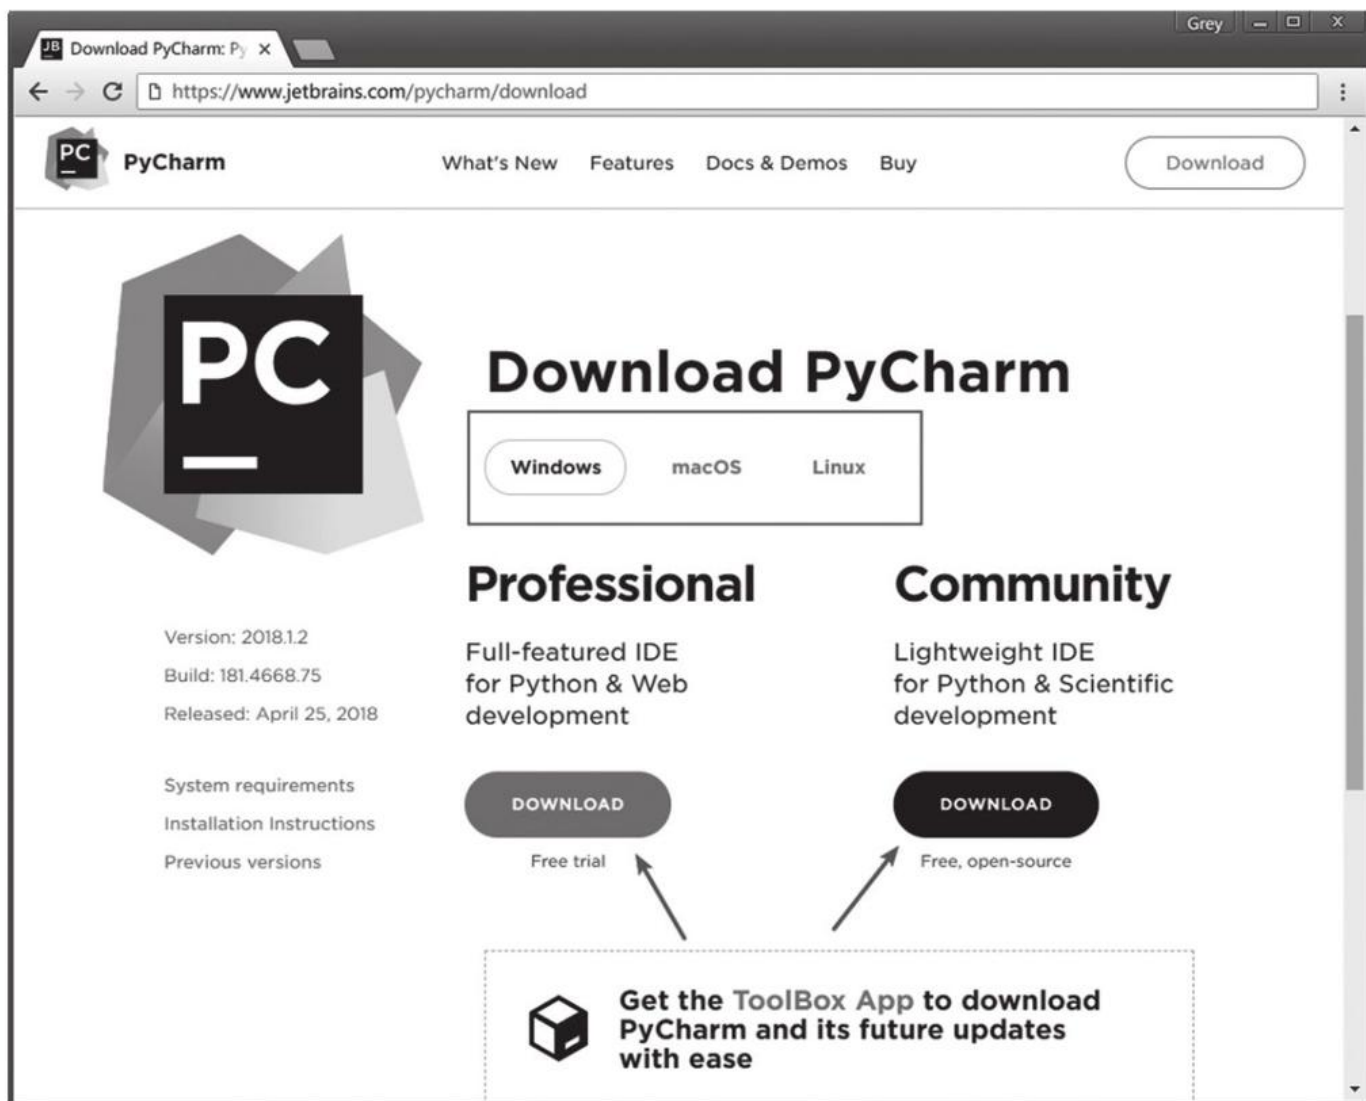 Grey
JB
Download PyCharm: Py
https://www.jetbrains.com/pycharm/download
PC
PyCharm
What's New Features Docs & Demos Buy
Download
PC
Download PyCharm
Windows macOS Linux
Professional
Full-featured IDE
for Python & Web
development
DOWNLOAD
Free trial
Community
Lightweight IDE
for Python & Scientific
development
DOWNLOAD
Free, open-source
Version: 2018.1.2
Build: 181.4668.75
Released: April 25, 2018
System requirements
Installation Instructions
Previous versions
Get the ToolBox App to download
PyCharm and its future updates
with ease